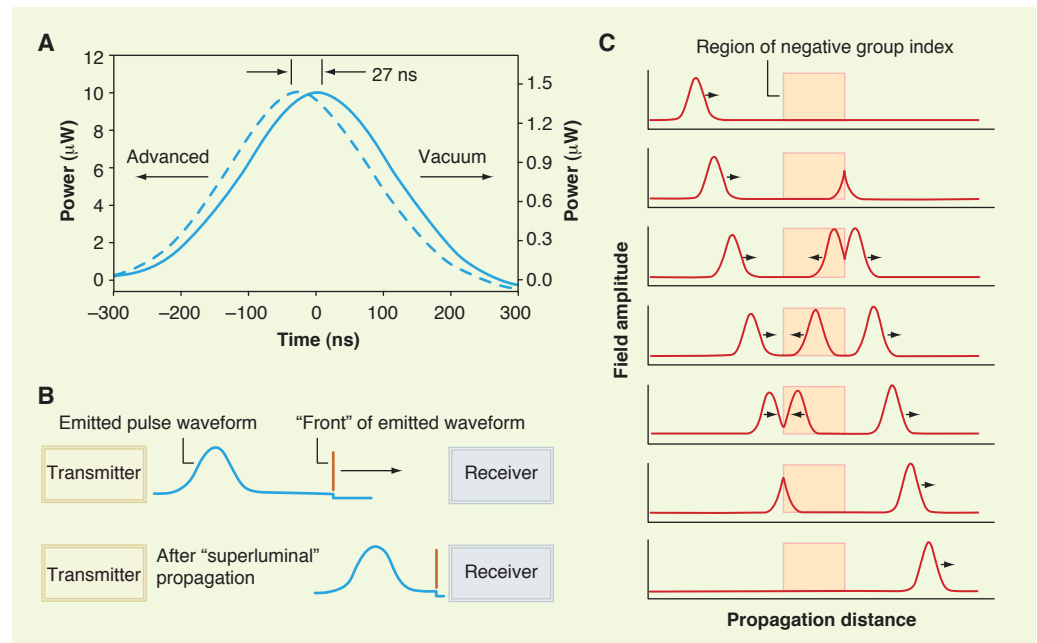 A
12
10
8
6
4
2
0
Power (µW)
27 ns
Advanced
Vacuum
1.5
1.2
0.9
0.6
0.3
0.0
Power (µW)
–300
–200
–100
0
100
200
300
Time (ns)
B
Emitted pulse waveform
“Front” of emitted waveform
Transmitter
Receiver
Transmitter
After “superluminal”
propagation
Receiver
C
Region of negative group index
Field amplitude
Propagation distance